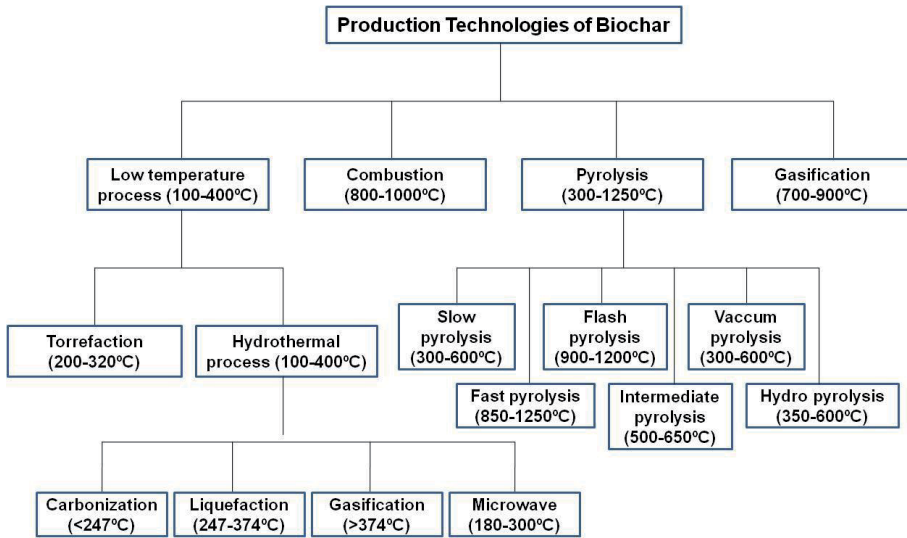 Production Technologies of Biochar
Low temperature
process (100-400ºC)
Combustion
(800-1000ºC)
Pyrolysis
(300-1250ºC)
Gasification
(700-900ºC)
Torrefaction
(200-320ºC)
Hydrothermal
process (100-400ºC)
Slow
pyrolysis
(300-600ºC)
Flash
pyrolysis
(900-1200ºC)
Vaccum
pyrolysis
(300-600ºC)
Fast pyrolysis
(850-1250ºC)
Intermediate
pyrolysis
(500-650ºC)
Hydro pyrolysis
(350-600ºC)
Carbonization
(<247ºC)
Liquefaction
(247-374ºC)
Gasification
(>374ºC)
Microwave
(180-300ºC)